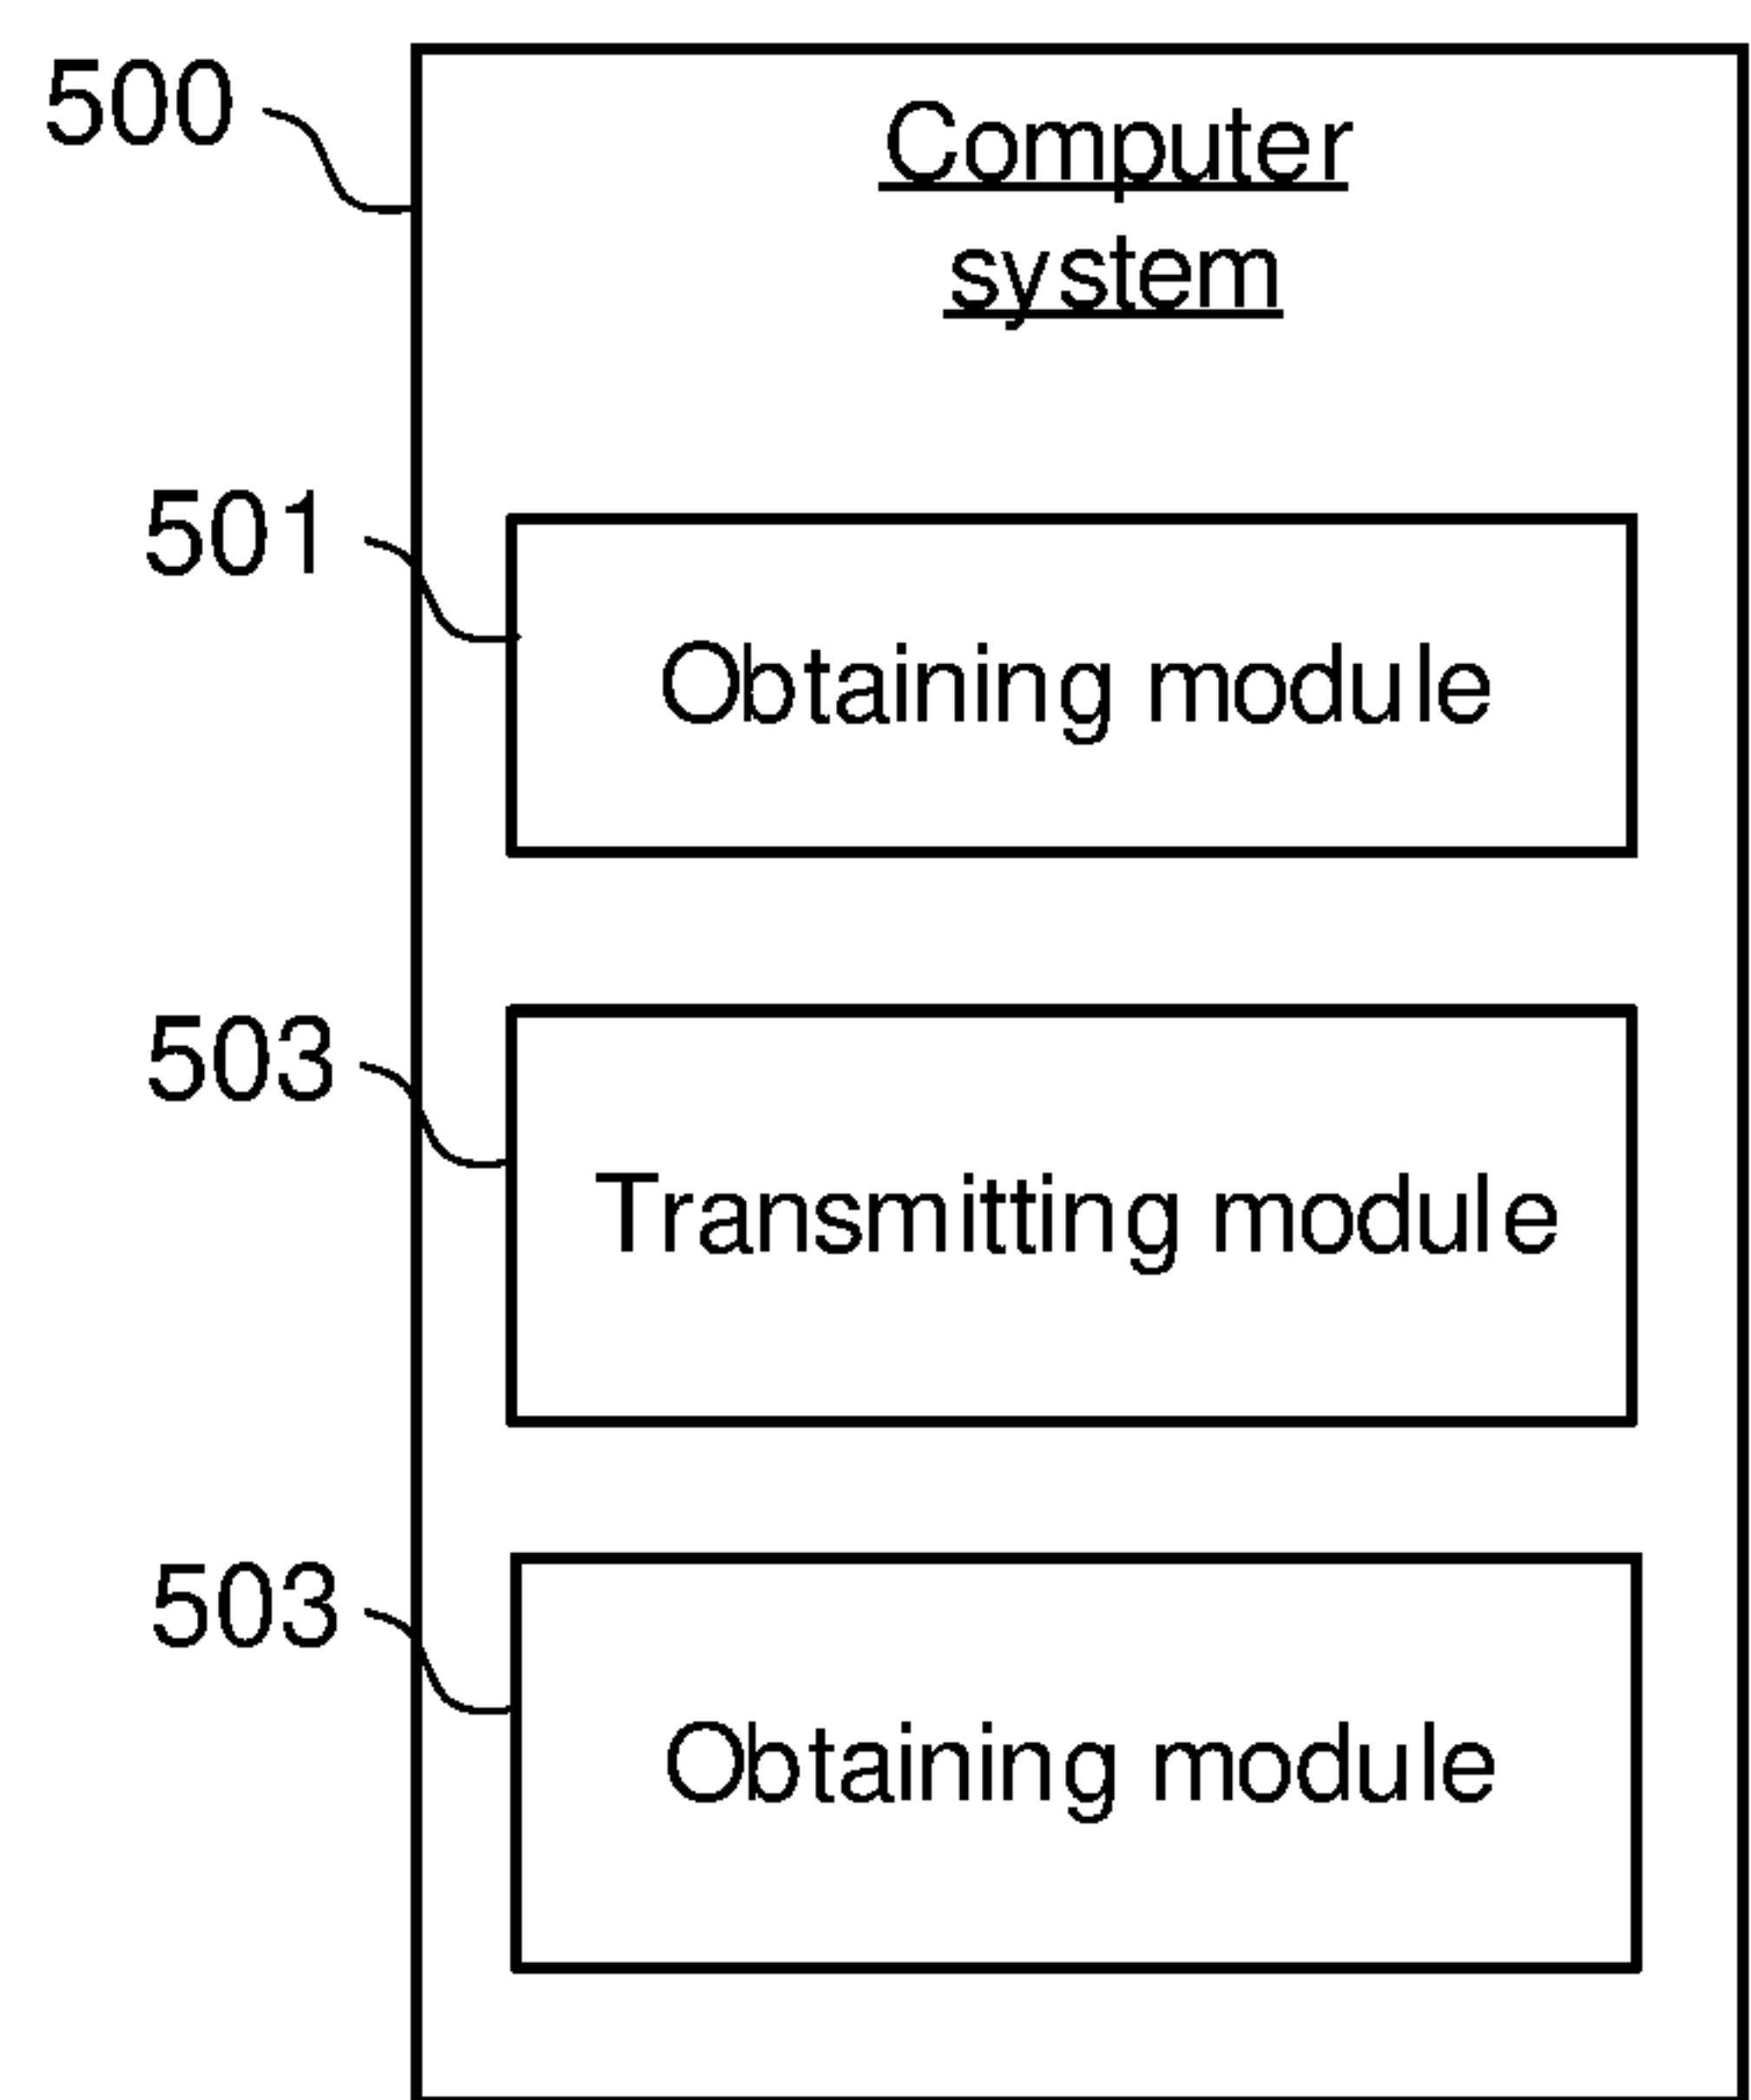 500
Computer
system
501
Obtaining module
503
Transmitting module
503
Obtaining module